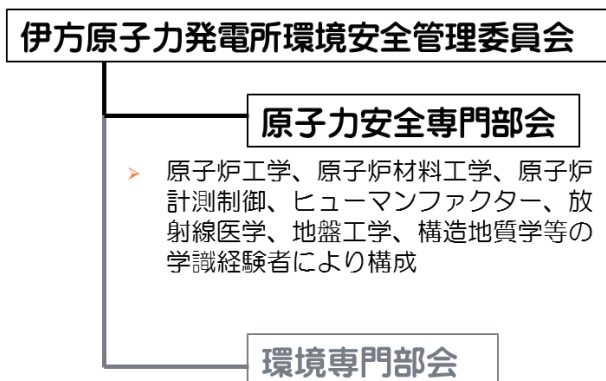 伊方原子力発電所環境安全管理委員会
原子力安全専門部会
➢ 原子炉工学、原子炉材料工学、原子炉
計測制御、ヒューマンファクター、放
射線医学、地盤工学、構造地質学等の
学識経験者により構成
環境専門部会